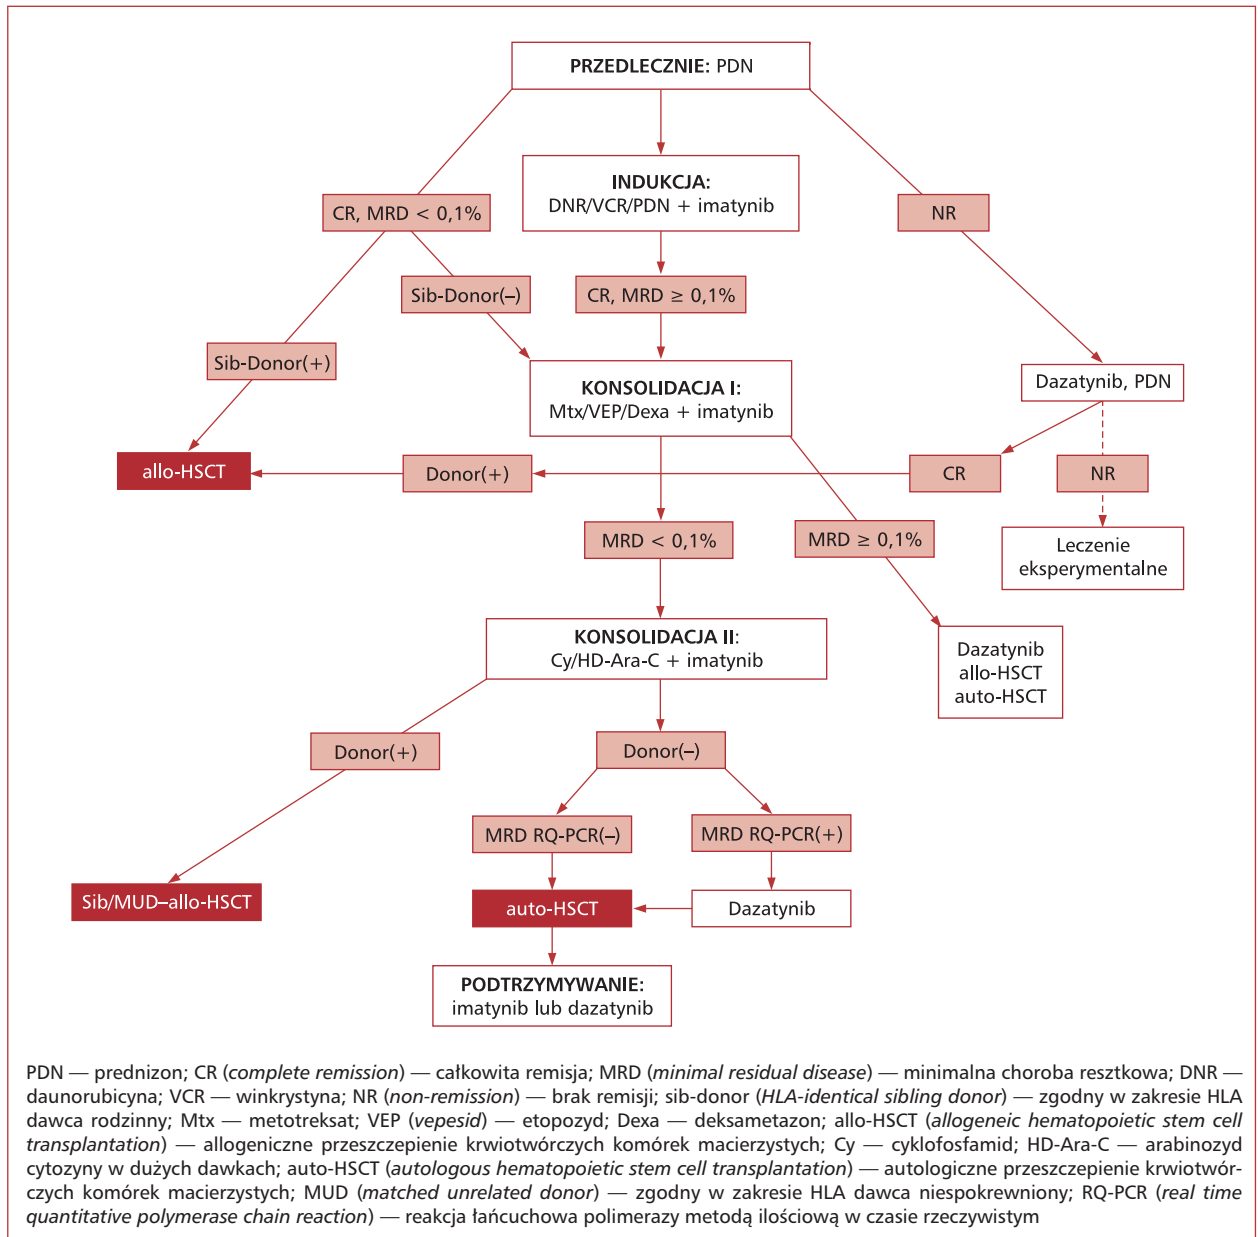 PRZEDLECZNIE: PDN
INDUKCJA:
DNR/VCR/PDN + imatynib
CR, MRD < 0,1%
NR
Sib-Donor(–)
CR, MRD ≥ 0,1%
Sib-Donor(+)
KONSOLIDACJA I:
Mtx/VEP/Dexa + imatynib
Dazatynib, PDN
allo-HSCT
Donor(+)
CR
NR
MRD < 0,1%
MRD ≥ 0,1%
Leczenie
eksperymentalne
KONSOLIDACJA II:
Cy/HD-Ara-C + imatynib
Dazatynib
allo-HSCT
auto-HSCT
Donor(+)
Donor(–)
MRD RQ-PCR(–)
MRD RQ-PCR(+)
Sib/MUD–allo-HSCT
auto-HSCT
Dazatynib
PODTRZYMYWANIE:
imatynib lub dazatynib
PDN — prednizon; CR (complete remission) — całkowita remisja; MRD (minimal residual disease) — minimalna choroba resztkowa; DNR —
daunorubicyna; VCR — winkrystyna; NR (non-remission) — brak remisji; sib-donor (HLA-identical sibling donor) — zgodny w zakresie HLA
dawca rodzinny; Mtx — metotreksat; VEP (vepesid) — etopozyd; Dexa — deksametazon; allo-HSCT (allogeneic hematopoietic stem cell
transplantation) — allogeniczne przeszczepienie krwiotwórczych komórek macierzystych; Cy — cyklofosfamid; HD-Ara-C — arabinozyd
cytozyny w dużych dawkach; auto-HSCT (autologous hematopoietic stem cell transplantation) — autologiczne przeszczepienie krwiotwór-
czych komórek macierzystych; MUD (matched unrelated donor) — zgodny w zakresie HLA dawca niespokrewniony; RQ-PCR (real time
quantitative polymerase chain reaction) — reakcja łańcuchowa polimerazy metodą ilościową w czasie rzeczywistym